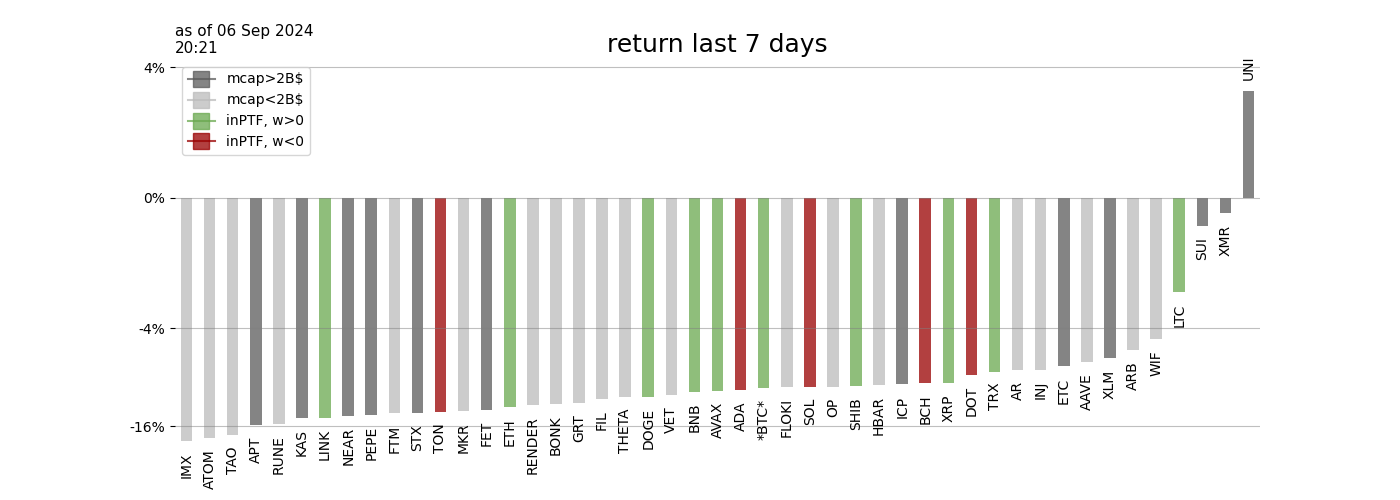 as of 06 Sep 2024
20:21
return last 7 days
4%
0%
-4%
-16%
mcap>2B$
mcap<2B$
inPTF, w>0
inPTF, w<0
IMX
ATOM
TAO
APT
RUNE
KAS
LINK
NEAR
PEPE
FTM
STX
TON
MKR
FET
ETH
RENDER
BONK
GRT
FIL
THETA
DOGE
VET
BNB
AVAX
ADA
*BTC*
FLOKI
SOL
OP
SHIB
HBAR
ICP
BCH
XRP
DOT
TRX
AR
INJ
ETC
AAVE
XLM
ARB
WIF
LTC
SUI
XMR
UNI